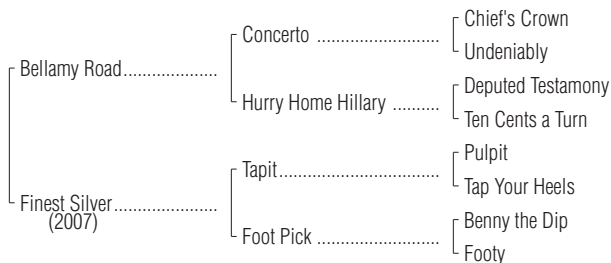 Chief's Crown
Concerto ..........................
Undeniably
Bellamy Road....................
Deputed Testamony
Hurry Home Hillary ..........
Ten Cents a Turn
Pulpit
Tapit..................................
Tap Your Heels
Finest Silver......................
(2007)
Benny the Dip
Foot Pick ..........................
Footy